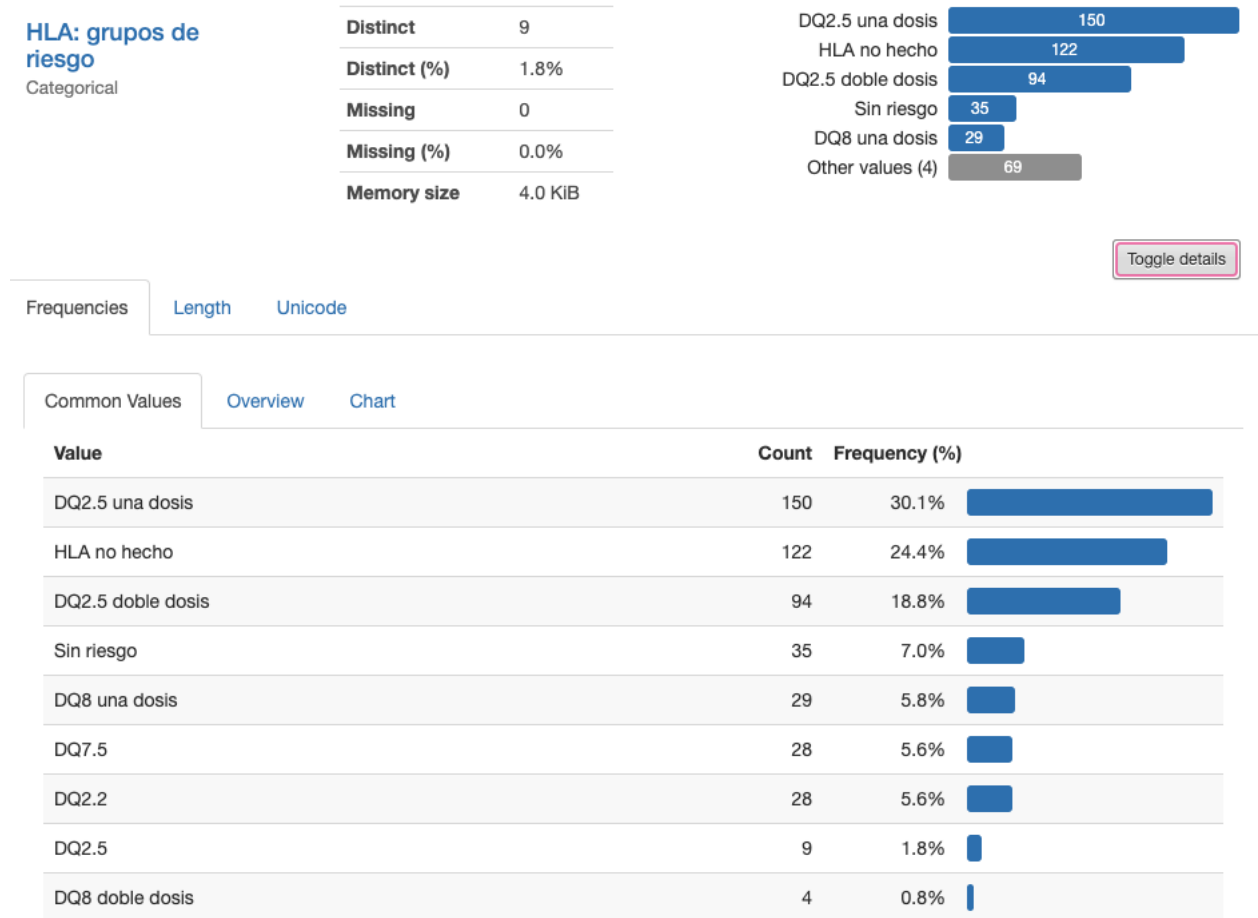 HLA: grupos de
riesgo
Categorical
Distinct 9
Distinct (%) 1.8%
Missing 0
Missing (%) 0.0%
Memory size 4.0 KiB
DQ2.5 una dosis 150
HLA no hecho 122
DQ2.5 doble dosis 94
Sin riesgo 35
DQ8 una dosis 29
Other values (4) 69
Toggle details
Frequencies Length Unicode
Common Values Overview Chart
Value Count Frequency (%)
DQ2.5 una dosis 150 30.1%
HLA no hecho 122 24.4%
DQ2.5 doble dosis 94 18.8%
Sin riesgo 35 7.0%
DQ8 una dosis 29 5.8%
DQ7.5 28 5.6%
DQ2.2 28 5.6%
DQ2.5 9 1.8%
DQ8 doble dosis 4 0.8%